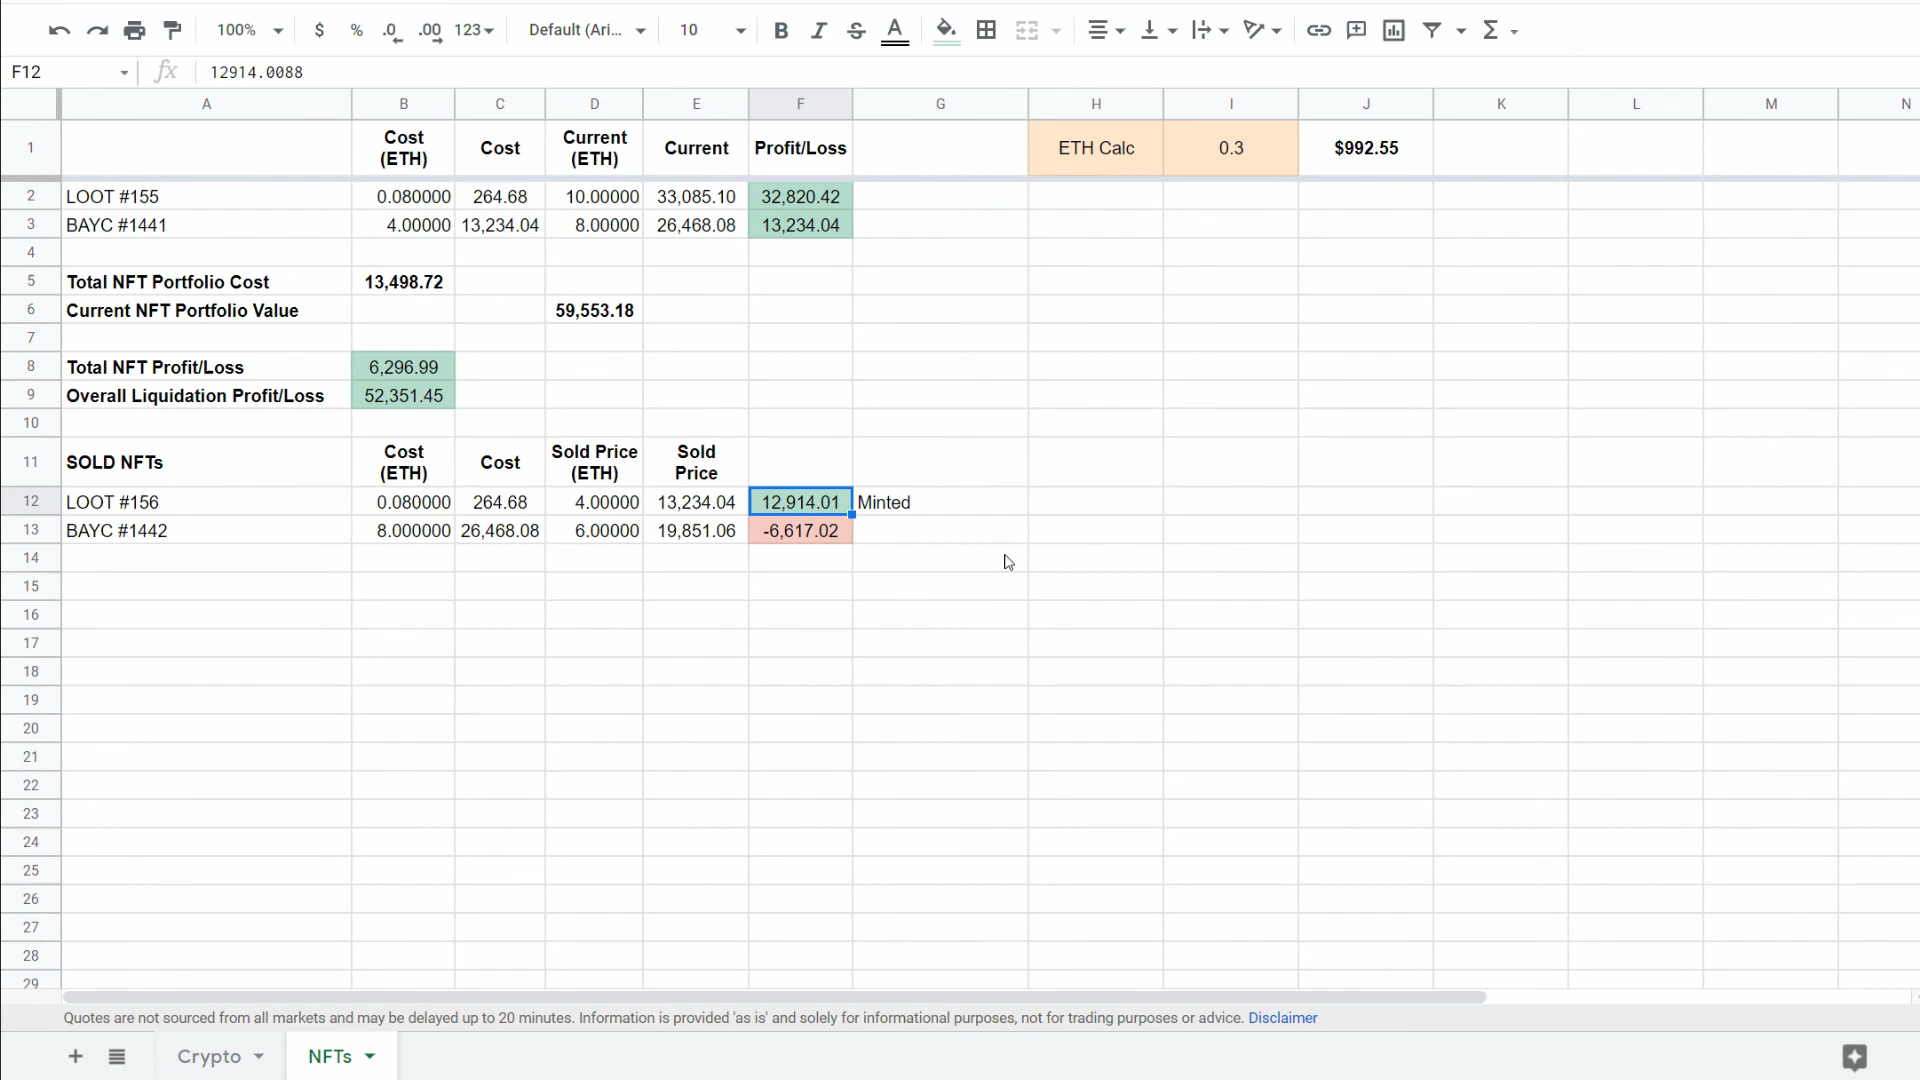 100% $ % .0 .00 123 Default (Ari... 10 B I S A
F12 fx 12914.0088
A B C D E F G H I J K L M N
1 Cost (ETH) Cost Current (ETH) Current Profit/Loss ETH Calc 0.3 $992.55
2 LOOT #155 0.080000 264.68 10.00000 33,085.10 32,820.42
3 BAYC #1441 4.00000 13,234.04 8.00000 26,468.08 13,234.04
4
5 Total NFT Portfolio Cost 13,498.72
6 Current NFT Portfolio Value 59,553.18
7
8 Total NFT Profit/Loss 6,296.99
9 Overall Liquidation Profit/Loss 52,351.45
10
11 SOLD NFTs Cost (ETH) Cost Sold Price (ETH) Sold Price
12 LOOT #156 0.080000 264.68 4.00000 13,234.04 12,914.01 Minted
13 BAYC #1442 8.000000 26,468.08 6.00000 19,851.06 -6,617.02
14
15
16
17
18
19
20
21
22
23
24
25
26
27
28
29
Quotes are not sourced from all markets and may be delayed up to 20 minutes. Information is provided 'as is' and solely for informational purposes, not for trading purposes or advice. Disclaimer
Crypto NFTs